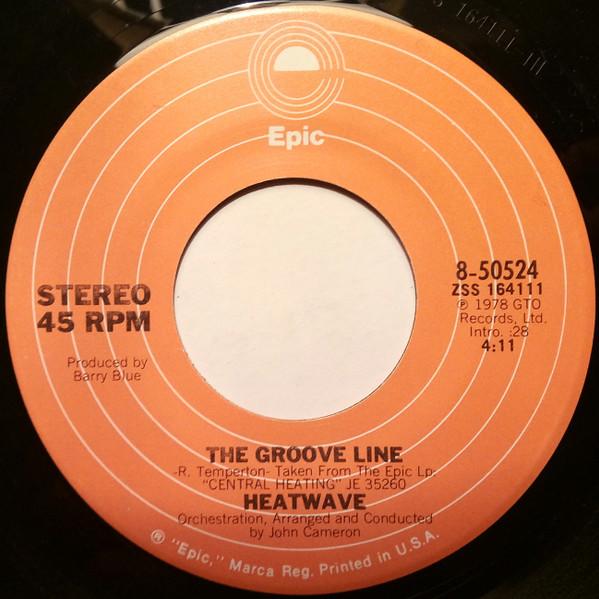 S 164111-III
Epic
STEREO
45 RPM
Produced by
Barry Blue
8-50524
ZSS 164111
℗ 1978 GTO
Records, Ltd.
Intro. :28
4:11
THE GROOVE LINE
-R. Temperton- Taken From The Epic Lp:
"CENTRAL HEATING" JE 35260
HEATWAVE
Orchestration, Arranged and Conducted
by John Cameron
® "Epic," Marca Reg. Printed in U.S.A.